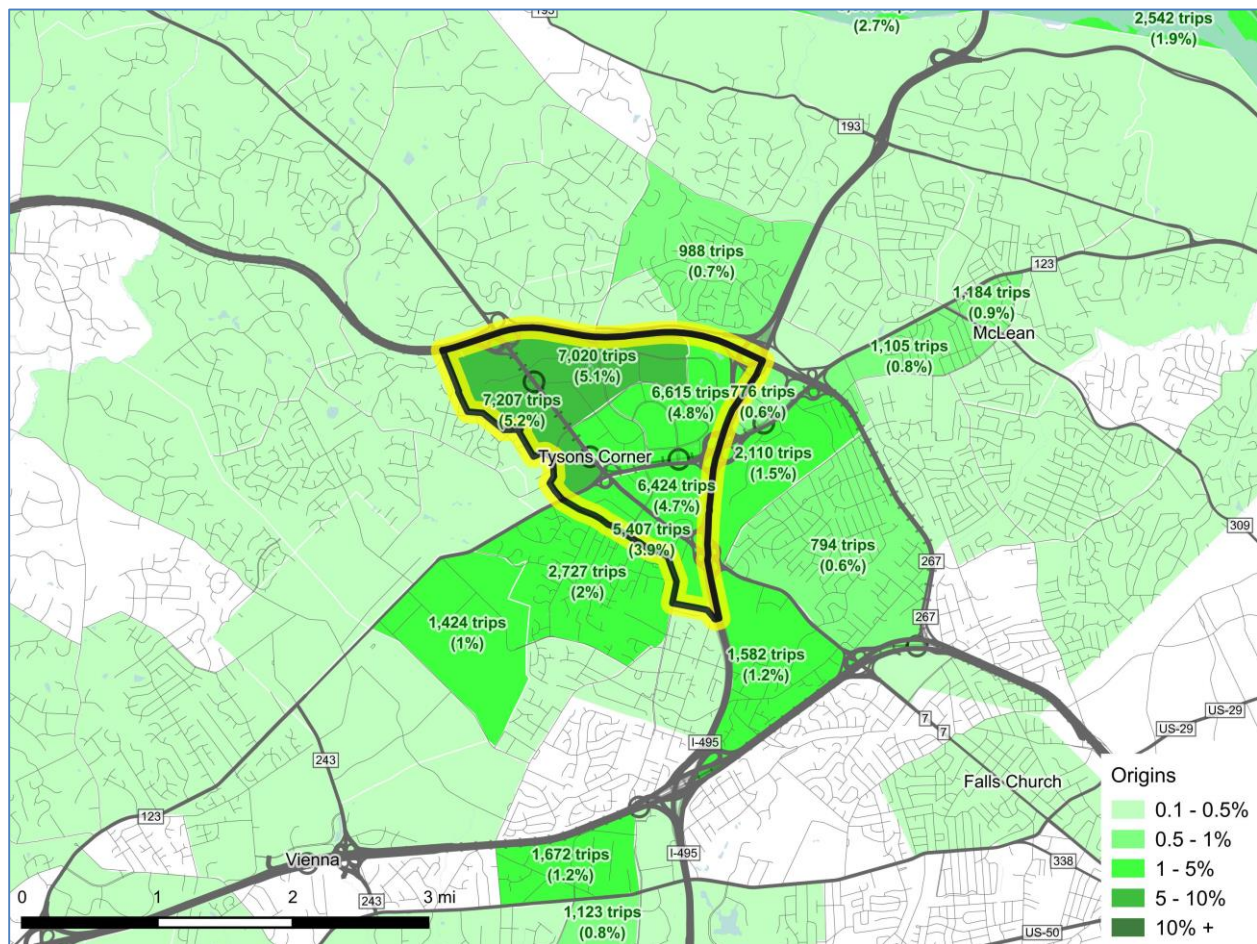 193
(2.7%)
2,542 trips
(1.9%)
193
988 trips
(0.7%)
123
1,184 trips
(0.9%)
McLean
1,105 trips
(0.8%)
7,020 trips
(5.1%)
6,615 trips
(4.8%)
776 trips
(0.6%)
7,207 trips
(5.2%)
Tysons Corner
2,110 trips
(1.5%)
6,424 trips
(4.7%)
309
5,407 trips
(3.9%)
794 trips
(0.6%)
267
2,727 trips
(2%)
1,424 trips
(1%)
267
1,582 trips
(1.2%)
US-29
US-29
7
7
I-495
243
Falls Church
123
I-495
Vienna
1,672 trips
(1.2%)
338
243
1,123 trips
(0.8%)
US-50
0 1 2 3 mi
Origins
0.1 - 0.5%
0.5 - 1%
1 - 5%
5 - 10%
10% +